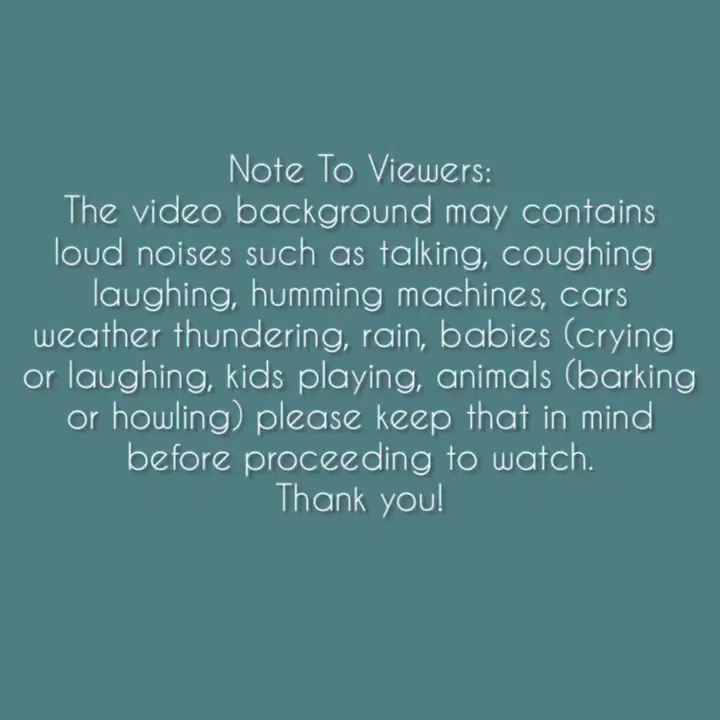 Note To Viewers:
The video background may contains
loud noises such as talking, coughing
laughing, humming machines, cars
weather thundering, rain, babies (crying
or laughing, kids playing, animals (barking
or howling) please keep that in mind
before proceeding to watch.
Thank you!